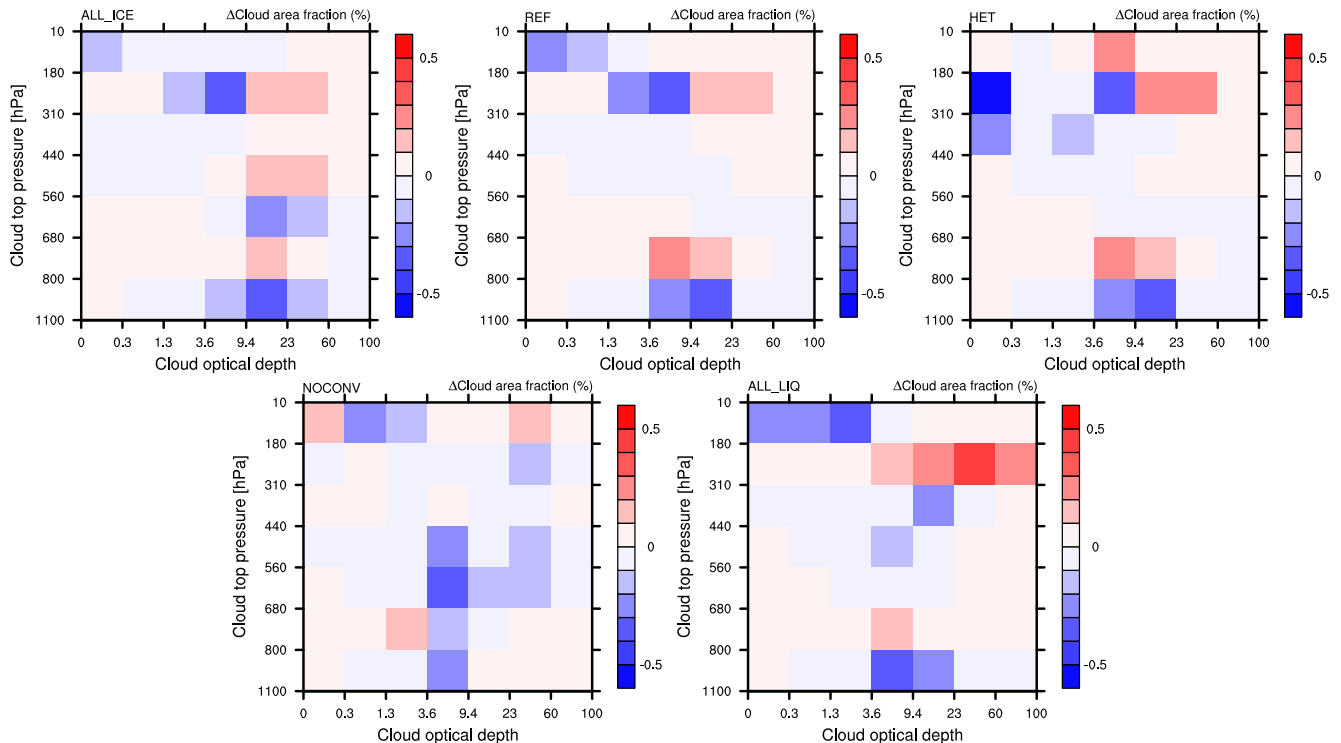 ALL_ICE ΔCloud area fraction (%)
10
180
310
440
560
680
800
1100
Cloud top pressure [hPa]
0 0.3 1.3 3.6 9.4 23 60 100
Cloud optical depth
0.5
0
-0.5
REF ΔCloud area fraction (%)
10
180
310
440
560
680
800
1100
Cloud top pressure [hPa]
0 0.3 1.3 3.6 9.4 23 60 100
Cloud optical depth
0.5
0
-0.5
HET ΔCloud area fraction (%)
10
180
310
440
560
680
800
1100
Cloud top pressure [hPa]
0 0.3 1.3 3.6 9.4 23 60 100
Cloud optical depth
0.5
0
-0.5
NOCONV ΔCloud area fraction (%)
10
180
310
440
560
680
800
1100
Cloud top pressure [hPa]
0 0.3 1.3 3.6 9.4 23 60 100
Cloud optical depth
0.5
0
-0.5
ALL_LIQ ΔCloud area fraction (%)
10
180
310
440
560
680
800
1100
Cloud top pressure [hPa]
0 0.3 1.3 3.6 9.4 23 60 100
Cloud optical depth
0.5
0
-0.5